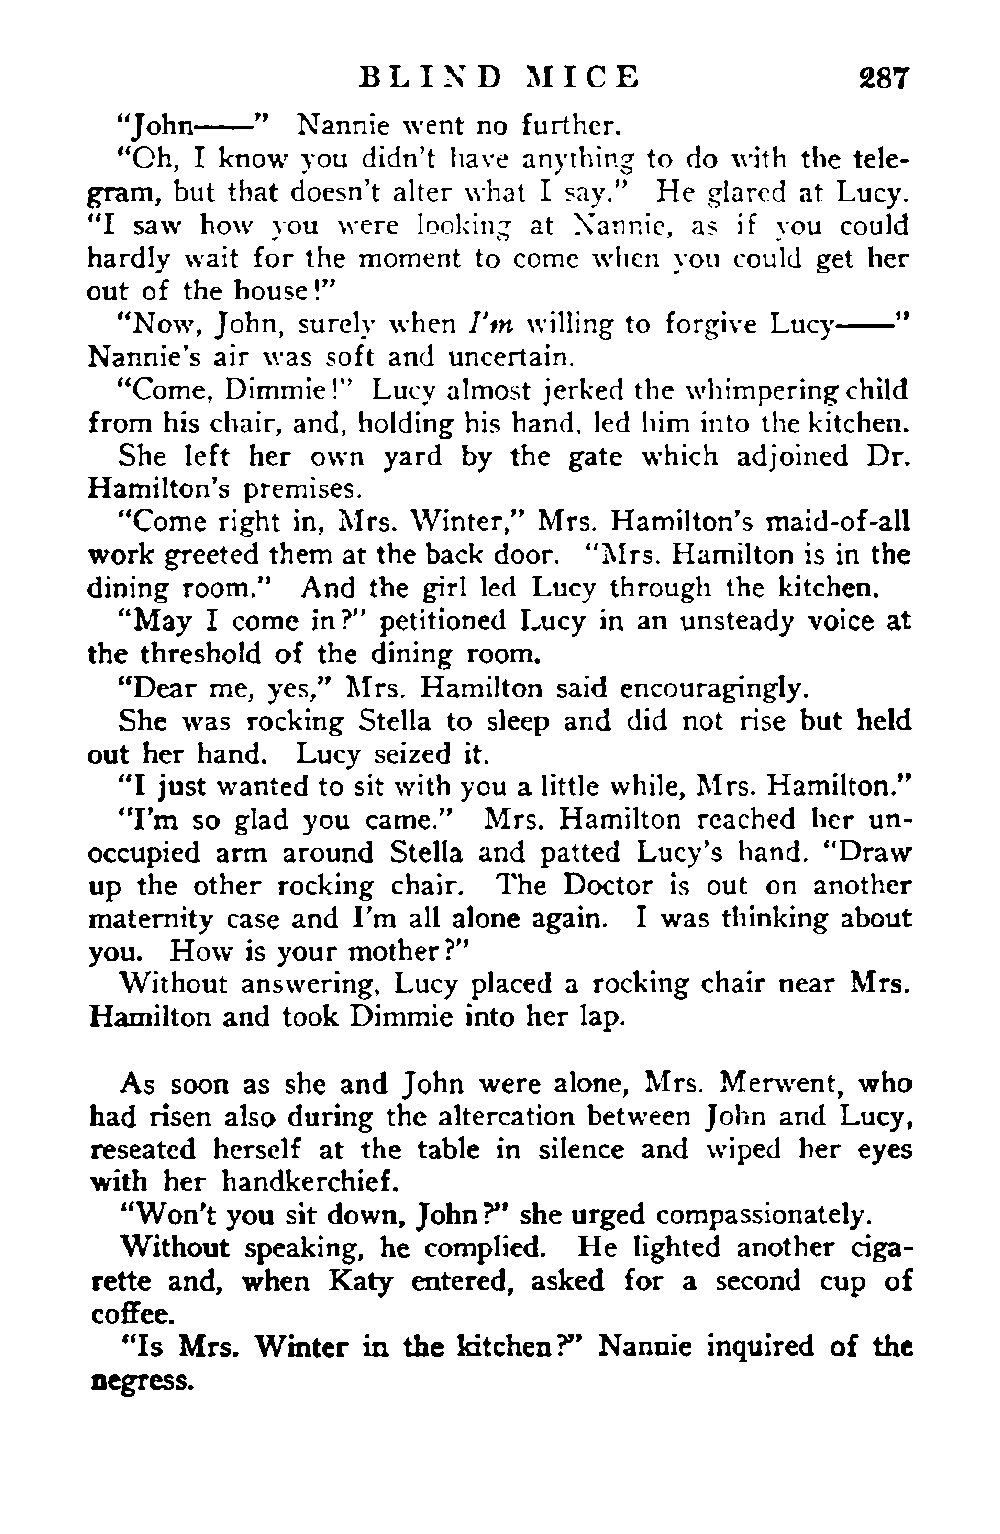 BLIND MICE 287
“John——” Nannie went no further.
“Oh, I know you didn’t have anything to do with the tele-
gram, but that doesn’t alter what I say.” He glared at Lucy.
“I saw how you were looking at Nannie, as if you could
hardly wait for the moment to come when you could get her
out of the house!”
“Now, John, surely when I’m willing to forgive Lucy——”
Nannie’s air was soft and uncertain.
“Come, Dimmie!” Lucy almost jerked the whimpering child
from his chair, and, holding his hand, led him into the kitchen.
She left her own yard by the gate which adjoined Dr.
Hamilton’s premises.
“Come right in, Mrs. Winter,” Mrs. Hamilton’s maid-of-all
work greeted them at the back door. “Mrs. Hamilton is in the
dining room.” And the girl led Lucy through the kitchen.
“May I come in?” petitioned Lucy in an unsteady voice at
the threshold of the dining room.
“Dear me, yes,” Mrs. Hamilton said encouragingly.
She was rocking Stella to sleep and did not rise but held
out her hand. Lucy seized it.
“I just wanted to sit with you a little while, Mrs. Hamilton.”
“I’m so glad you came.” Mrs. Hamilton reached her un-
occupied arm around Stella and patted Lucy’s hand. “Draw
up the other rocking chair. The Doctor is out on another
maternity case and I’m all alone again. I was thinking about
you. How is your mother?”
Without answering, Lucy placed a rocking chair near Mrs.
Hamilton and took Dimmie into her lap.
As soon as she and John were alone, Mrs. Merwent, who
had risen also during the altercation between John and Lucy,
reseated herself at the table in silence and wiped her eyes
with her handkerchief.
“Won’t you sit down, John?” she urged compassionately.
Without speaking, he complied. He lighted another ciga-
rette and, when Katy entered, asked for a second cup of
coffee.
“Is Mrs. Winter in the kitchen?” Nannie inquired of the
negress.